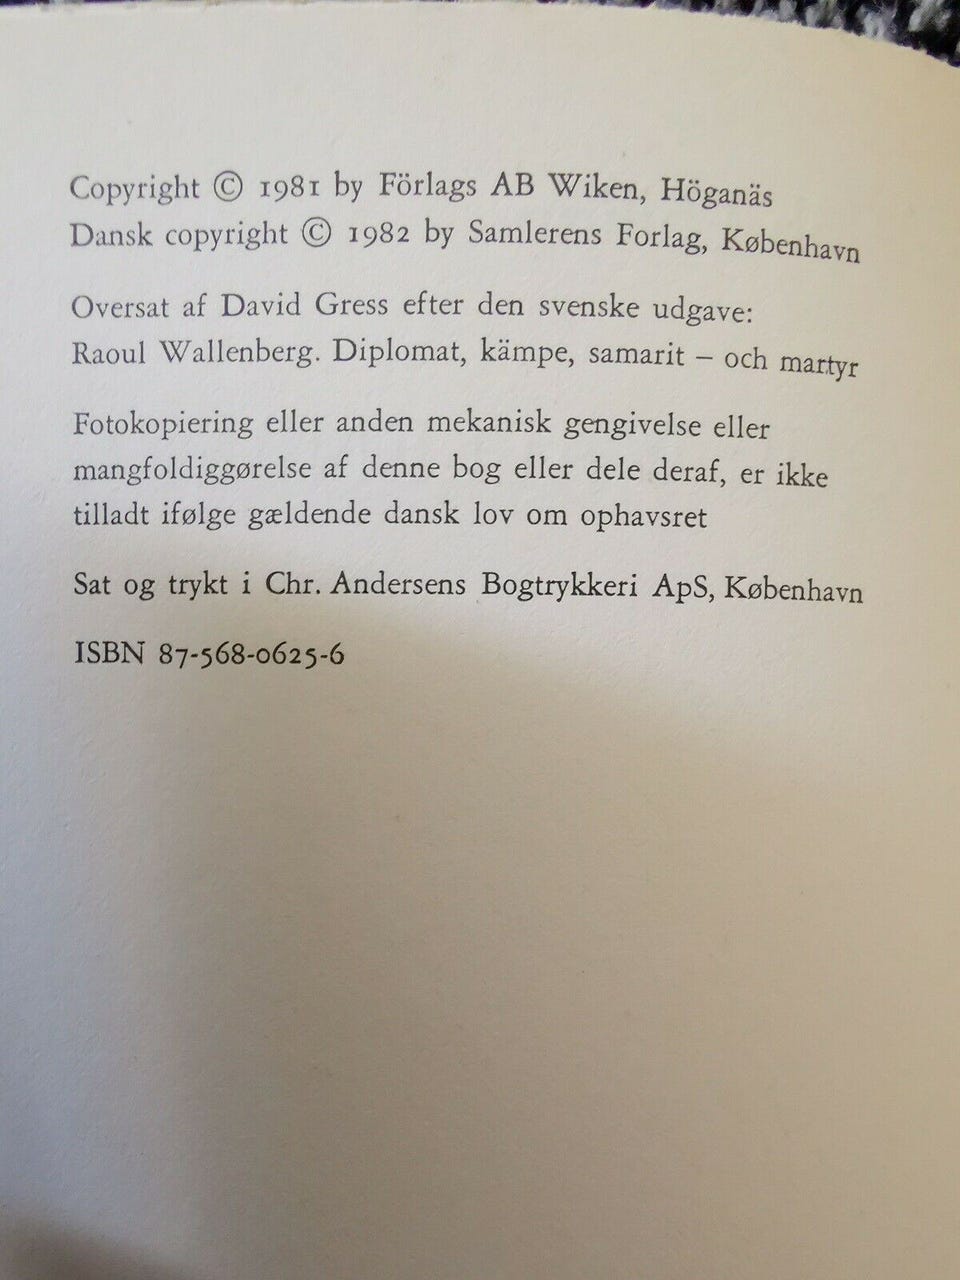 Copyright © 1981 by Förlags AB Wiken, Höganäs
Dansk copyright © 1982 by Samlerens Forlag, København
Oversat af David Gress efter den svenske udgave:
Raoul Wallenberg. Diplomat, kämpe, samarit – och martyr
Fotokopiering eller anden mekanisk gengivelse eller
mangfoldiggørelse af denne bog eller dele deraf, er ikke
tilladt ifølge gældende dansk lov om ophavsret
Sat og trykt i Chr. Andersens Bogtrykkeri ApS, København
ISBN 87-568-0625-6